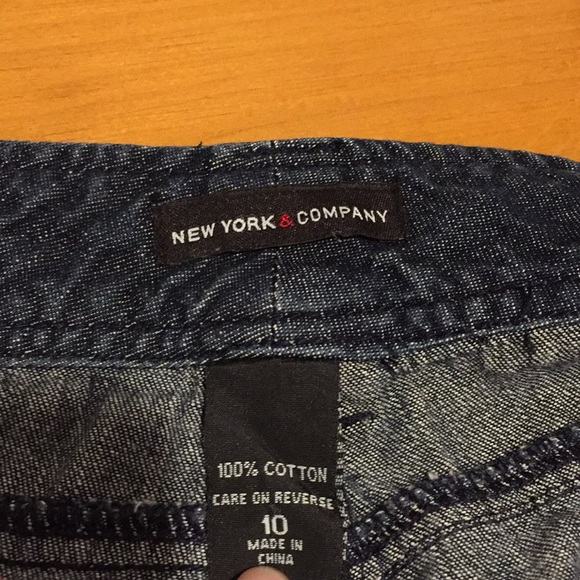 NEW YORK & COMPANY
100% COTTON
CARE ON REVERSE
10
MADE IN
CHINA